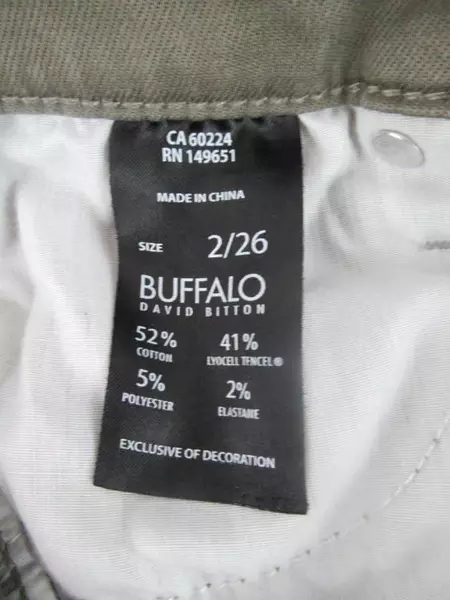 CA 60224
RN 149651
MADE IN CHINA
SIZE 2/26
BUFFALO
DAVID BITTON
52% 41%
COTTON LYOCELL TENCEL®
5% 2%
POLYESTER ELASTANE
EXCLUSIVE OF DECORATION